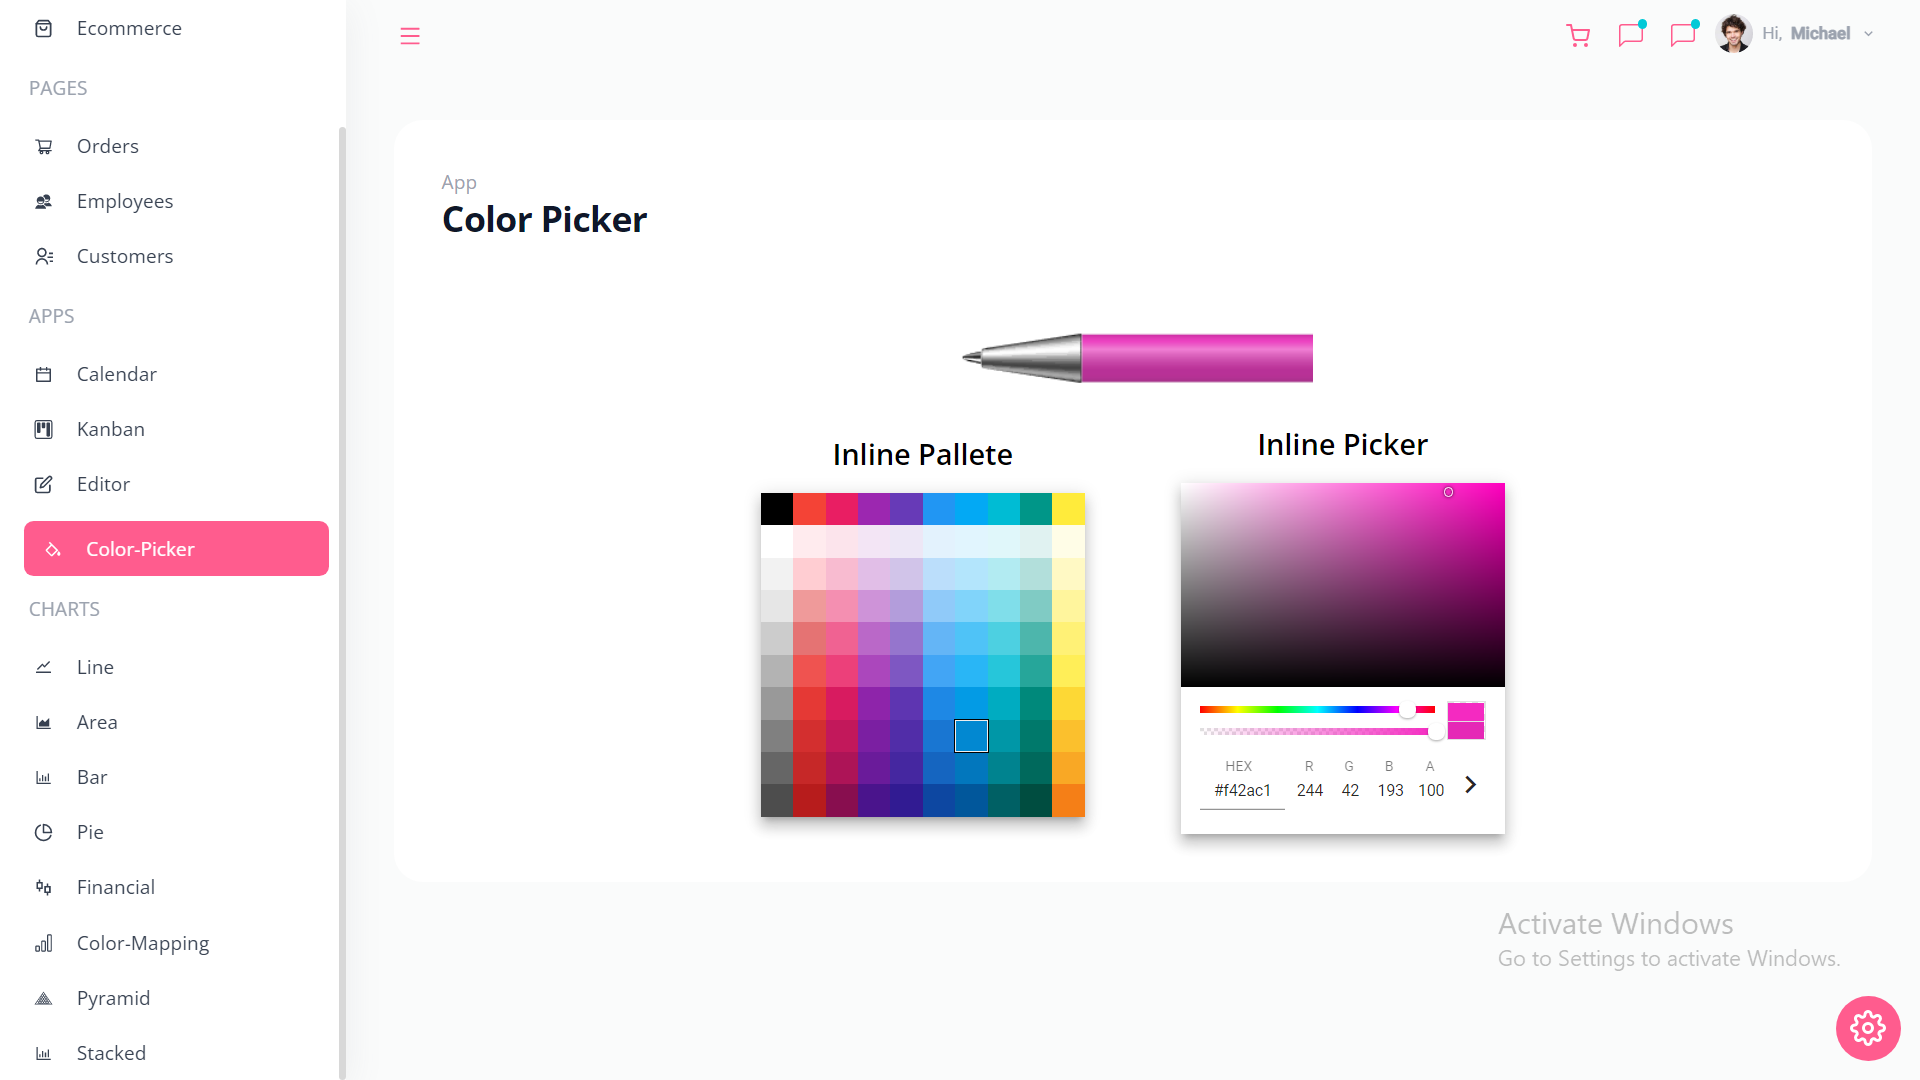 Ecommerce
PAGES
Orders
Employees
Customers
APPS
Calendar
Kanban
Editor
Color-Picker
CHARTS
Line
Area
Bar
Pie
Financial
Color-Mapping
Pyramid
Stacked
Hi, Michael
App
Color Picker
Inline Pallete
Inline Picker
HEX R G B A
#f42ac1 244 42 193 100
Activate Windows
Go to Settings to activate Windows.